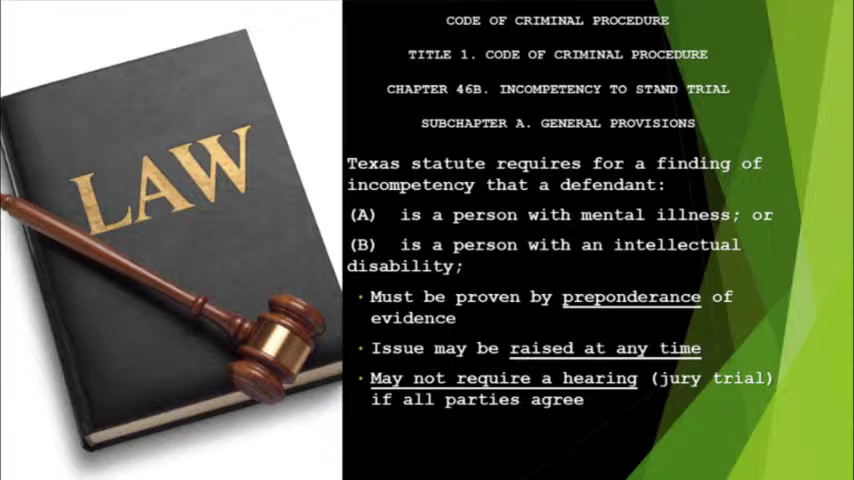 LAW
CODE OF CRIMINAL PROCEDURE
TITLE 1. CODE OF CRIMINAL PROCEDURE
CHAPTER 46B. INCOMPETENCY TO STAND TRIAL
SUBCHAPTER A. GENERAL PROVISIONS
Texas statute requires for a finding of
incompetency that a defendant:
(A) is a person with mental illness; or
(B) is a person with an intellectual
disability;
• Must be proven by preponderance of
evidence
• Issue may be raised at any time
• May not require a hearing (jury trial)
if all parties agree